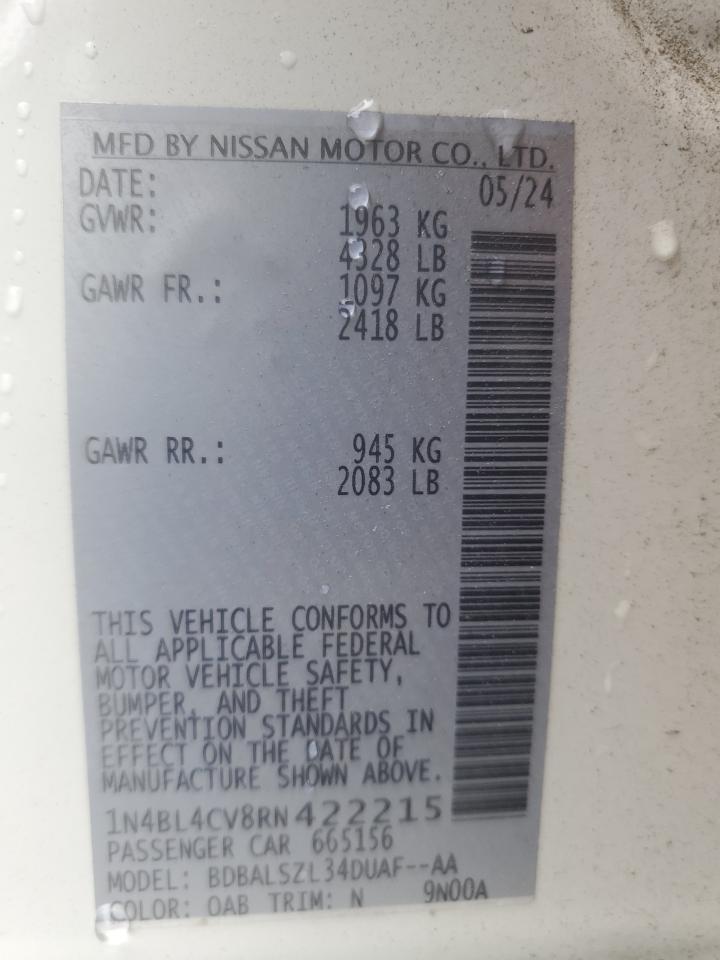 MFD BY NISSAN MOTOR CO., LTD.
DATE: 05/24
GVWR: 1963 KG
4328 LB
GAWR FR.: 1097 KG
2418 LB
GAWR RR.: 945 KG
2083 LB
THIS VEHICLE CONFORMS TO
ALL APPLICABLE FEDERAL
MOTOR VEHICLE SAFETY,
BUMPER, AND THEFT
PREVENTION STANDARDS IN
EFFECT ON THE DATE OF
MANUFACTURE SHOWN ABOVE.
1N4BL4CV8RN422215
PASSENGER CAR 665156
MODEL: BDBALSZL34DUAF--AA
COLOR: QAB TRIM: N 9N00A